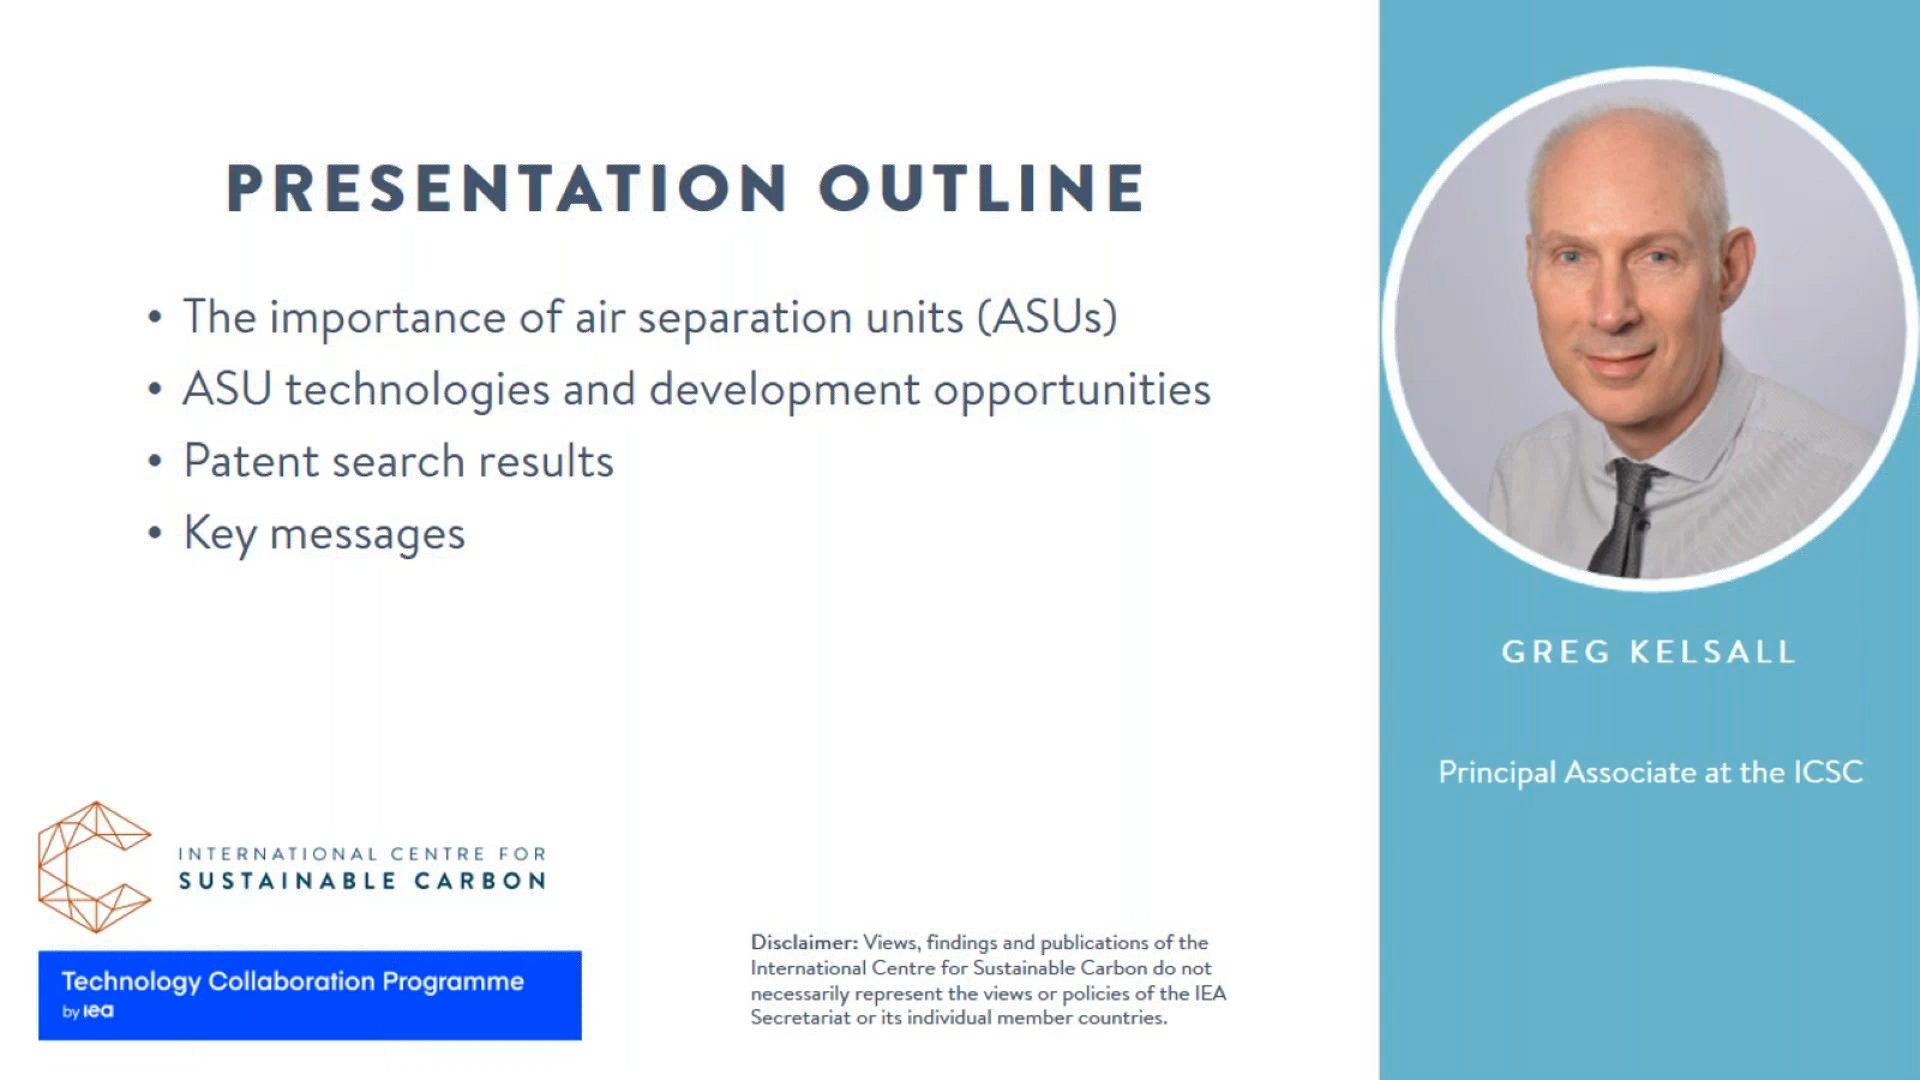 PRESENTATION OUTLINE
• The importance of air separation units (ASUs)
• ASU technologies and development opportunities
• Patent search results
• Key messages
INTERNATIONAL CENTRE FOR
SUSTAINABLE CARBON
Technology Collaboration Programme
by iea
Disclaimer: Views, findings and publications of the
International Centre for Sustainable Carbon do not
necessarily represent the views or policies of the IEA
Secretariat or its individual member countries.
GREG KELSALL
Principal Associate at the ICSC